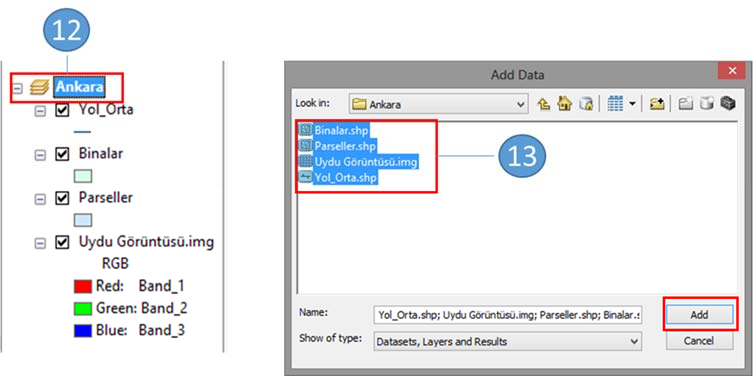 12
Ankara
Yol_Orta
Binalar
Parseller
Uydu Görüntüsü.img
RGB
Red: Band_1
Green: Band_2
Blue: Band_3
Add Data
Look in: Ankara
Binalar.shp
Parseller.shp
Uydu Görüntüsü.img
Yol_Orta.shp
13
Name: Yol_Orta.shp; Uydu Görüntüsü.img; Parseller.shp; Binalar.s
Add
Show of type: Datasets, Layers and Results
Cancel